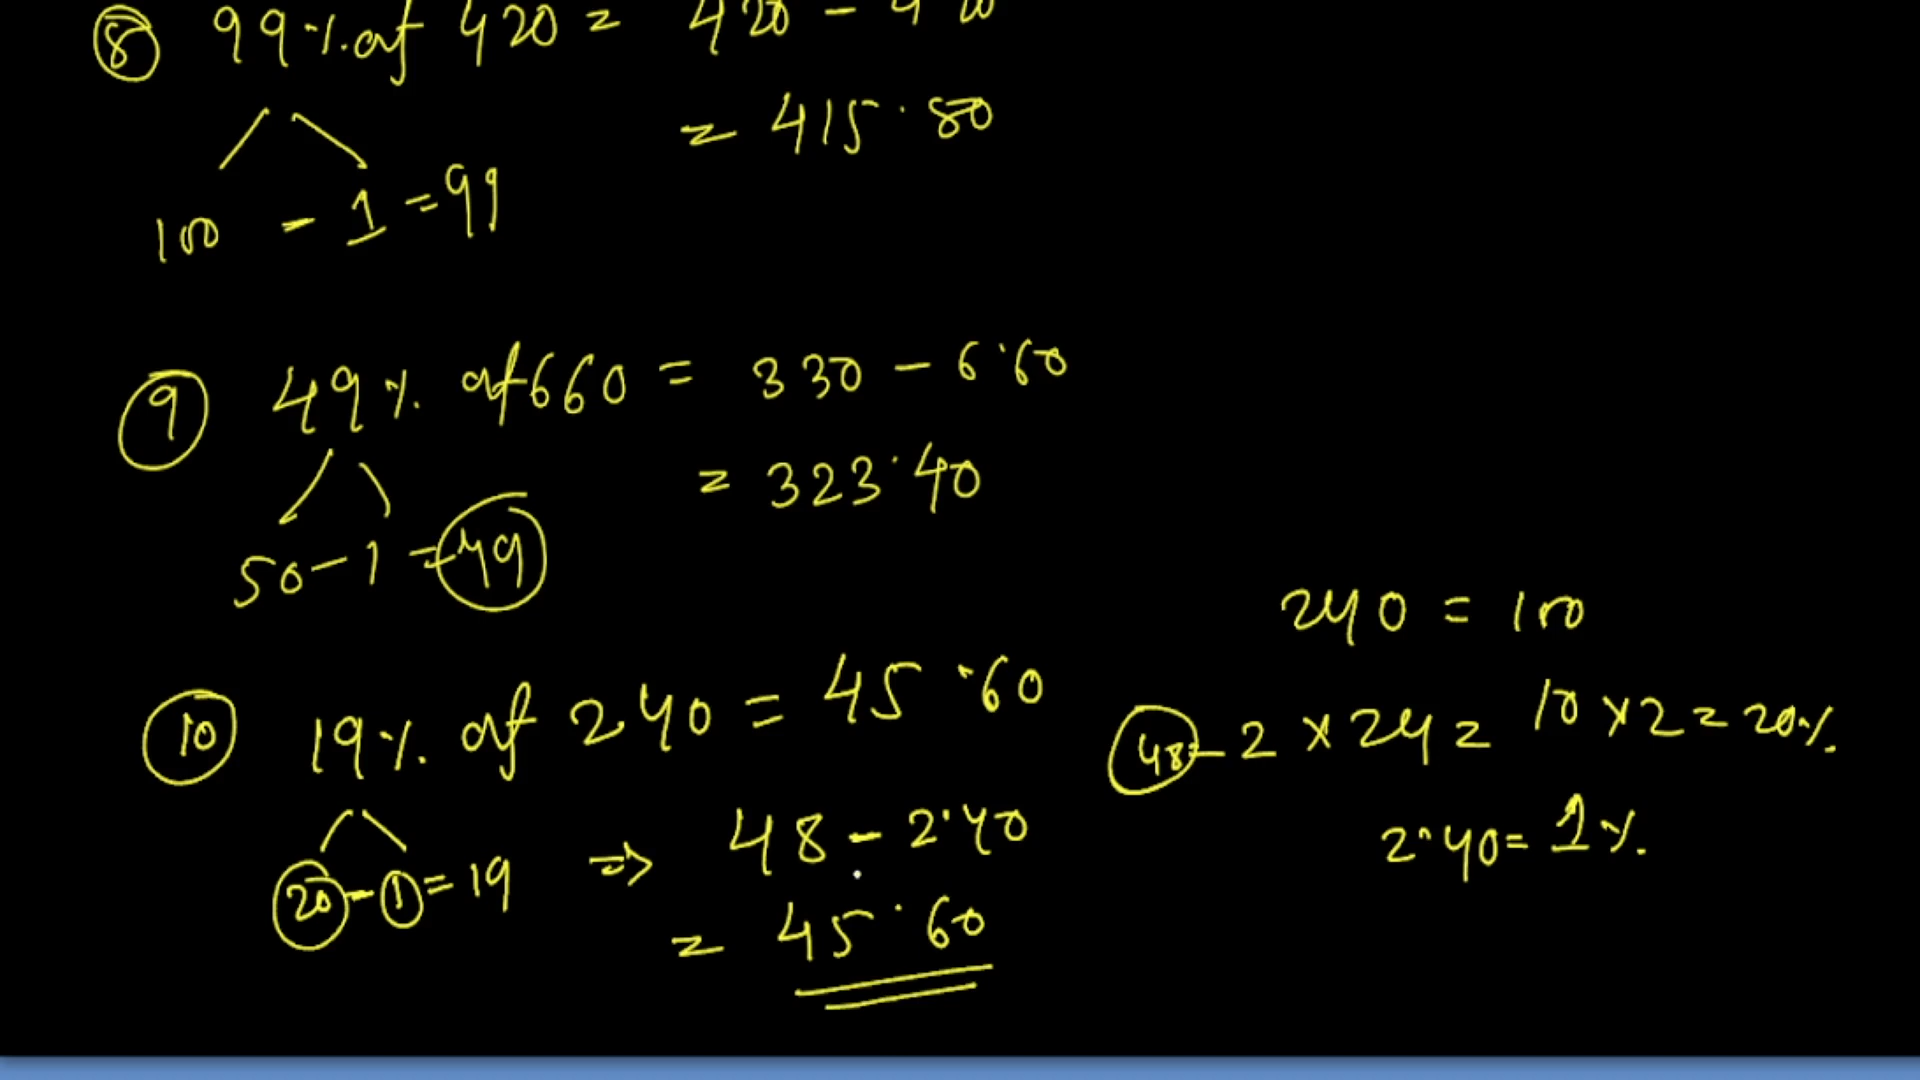 8 99% of 420 = 420 - 4.20
= 415.80
100 - 1 = 99
9 49% of 660 = 330 - 6.60
= 323.40
50 - 1 = 49
240 = 100
10 19% of 240 = 45.60
48 = 2 × 24 = 10 × 2 = 20%
20 - 1 = 19 ⇒ 48 - 2.40
2.40 = 1%
= 45.60